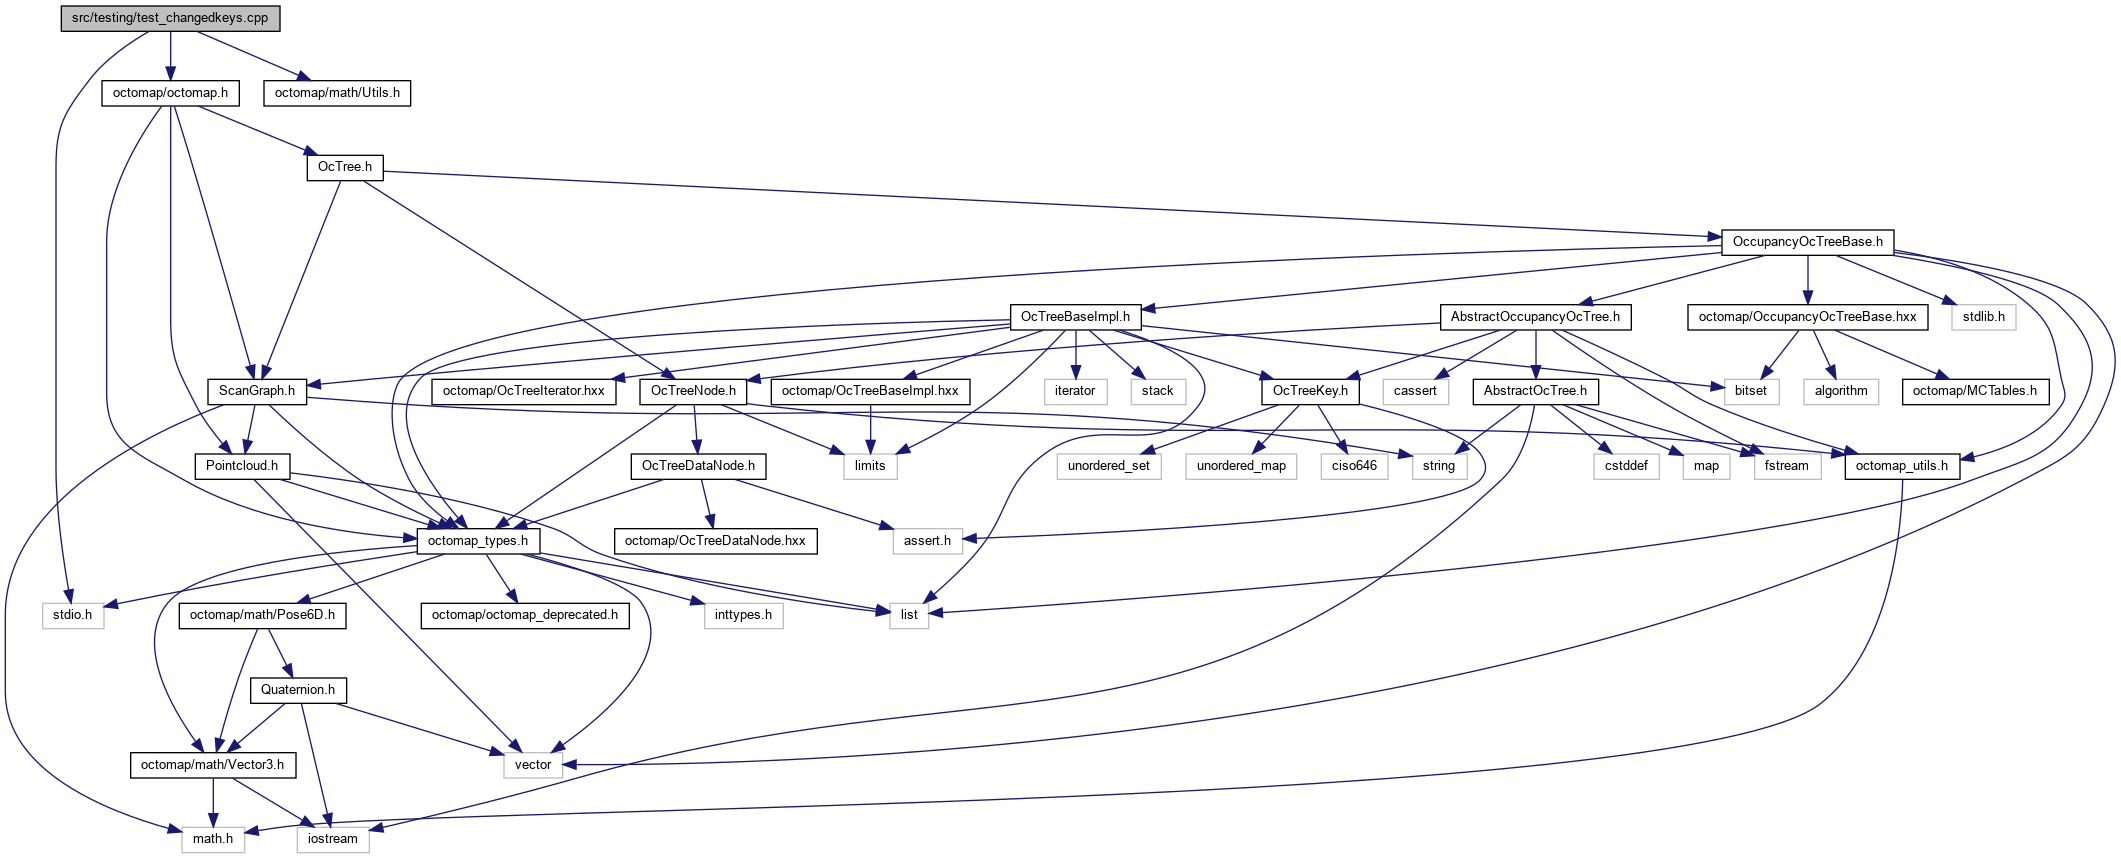 src/testing/test_changedkeys.cpp
octomap/octomap.h
octomap/math/Utils.h
OcTree.h
OccupancyOcTreeBase.h
OcTreeBaseImpl.h
AbstractOccupancyOcTree.h
octomap/OccupancyOcTreeBase.hxx
stdlib.h
ScanGraph.h
octomap/OcTreeIterator.hxx
OcTreeNode.h
octomap/OcTreeBaseImpl.hxx
iterator
stack
OcTreeKey.h
cassert
AbstractOcTree.h
bitset
algorithm
octomap/MCTables.h
Pointcloud.h
OcTreeDataNode.h
limits
unordered_set
unordered_map
ciso646
string
cstddef
map
fstream
octomap_utils.h
octomap_types.h
octomap/OcTreeDataNode.hxx
assert.h
stdio.h
octomap/math/Pose6D.h
octomap/octomap_deprecated.h
inttypes.h
list
Quaternion.h
octomap/math/Vector3.h
vector
math.h
iostream